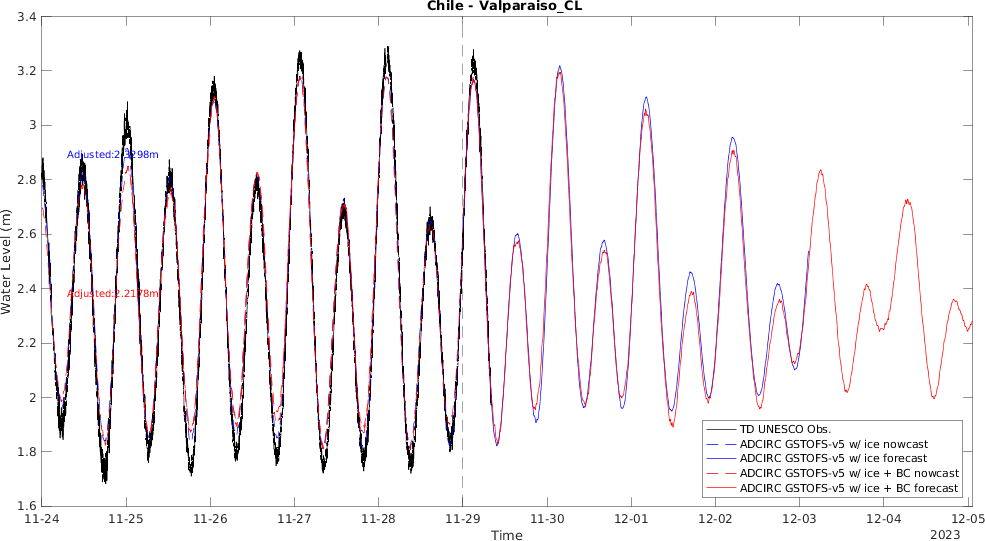 Chile - Valparaiso_CL
3.4
3.2
3
2.8
2.6
2.4
2.2
2
1.8
1.6
Water Level (m)
Adjusted:2.3298m
Adjusted:2.2178m
TD UNESCO Obs.
ADCIRC GSTOFS-v5 w/ ice nowcast
ADCIRC GSTOFS-v5 w/ ice forecast
ADCIRC GSTOFS-v5 w/ ice + BC nowcast
ADCIRC GSTOFS-v5 w/ ice + BC forecast
11-24 11-25 11-26 11-27 11-28 11-29 11-30 12-01 12-02 12-03 12-04 12-05
Time
2023